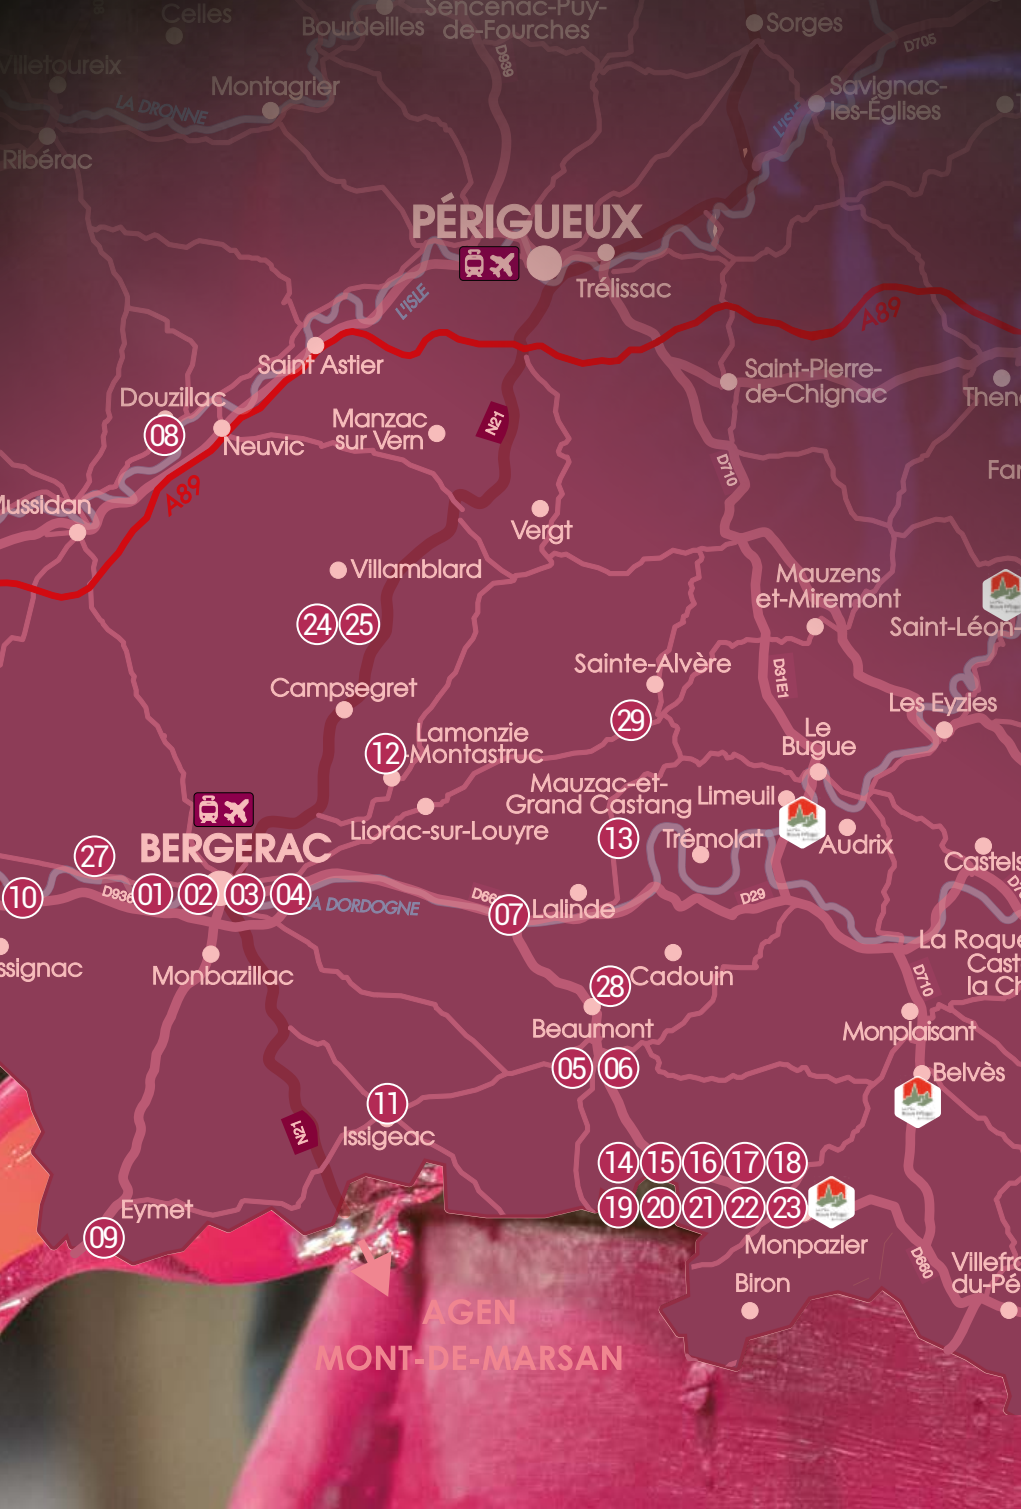 Celles
Sencenac-Puy-
de-Fourches
Bourdeilles
Sorges
D705
D939
Villetoureix
Montagrier
Savignac-
les-Églises
LA DRONNE
L'ISLE
Ribérac
PÉRIGUEUX
Trélissac
L'ISLE
A89
Saint Astier
Saint-Pierre-
de-Chignac
Douzillac
08
Manzac
sur Vern
N21
Neuvic
D710
A89
Mussidan
Vergt
Villamblard
Mauzens
et-Miremont
24 25
Saint-Léon-
Sainte-Alvère
D31E1
Campsegret
29
Les Eyzies
Lamonzie
-Montastruc
12
Le
Bugue
Mauzac-et-
Grand Castang
Limeuil
Liorac-sur-Louyre
13
Trémolat
Audrix
BERGERAC
27
10
D936
01 02 03 04
LA DORDOGNE
D660
07
Lalinde
D29
Monbazillac
Cadouin
28
D710
Beaumont
Monplaisant
05 06
Belvès
11
N21
Issigeac
14 15 16 17 18
19 20 21 22 23
Eymet
09
Monpazier
D660
Biron
AGEN
MONT-DE-MARSAN